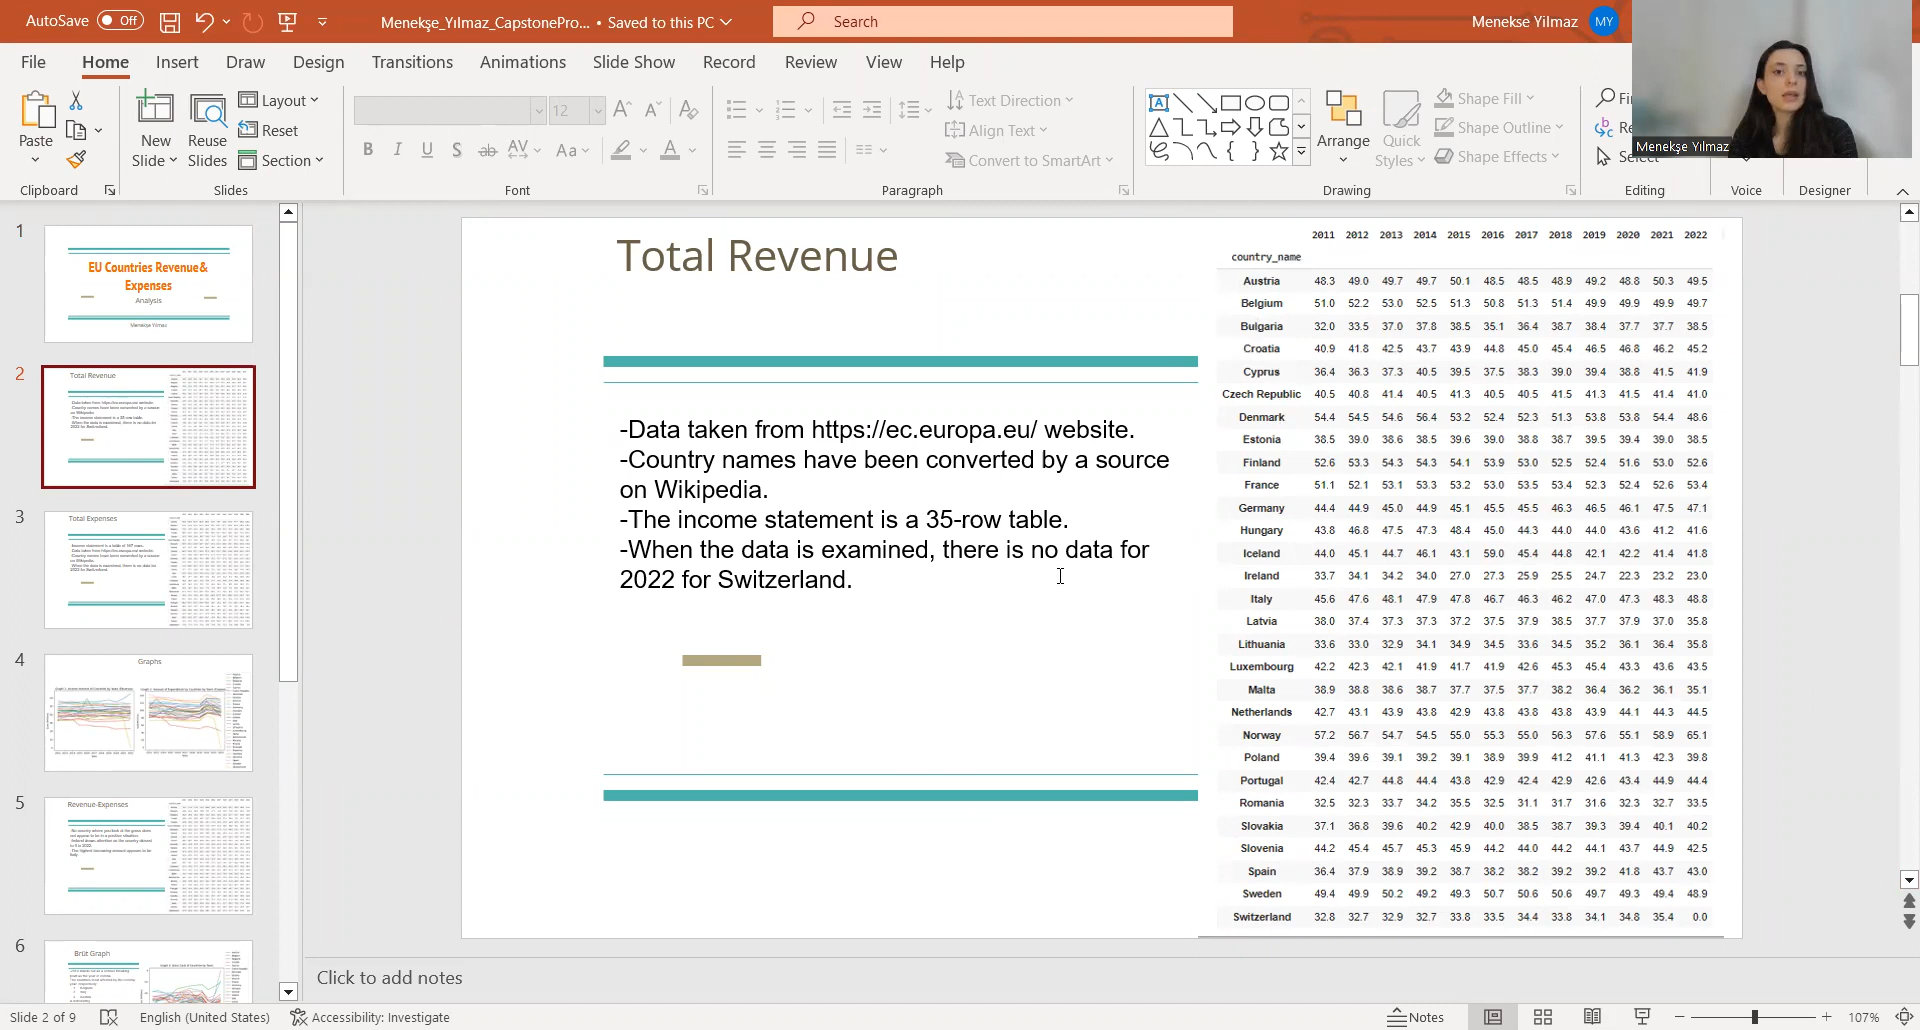 AutoSave Off Menekşe_Yılmaz_CapstonePro... • Saved to this PC Search Menekse Yilmaz MY
File Home Insert Draw Design Transitions Animations Slide Show Record Review View Help
Paste New Slide Reuse Slides Layout Reset Section 12 Text Direction Align Text Convert to SmartArt Arrange Quick Styles Shape Fill Shape Outline Shape Effects Select
Menekşe Yılmaz
Clipboard Slides Font Paragraph Drawing Editing Voice Designer
1
EU Countries Revenue&
Expenses
Analysis
Menekşe Yılmaz
2
Total Revenue
3
Total Expenses
4
Graphs
5
Revenue-Expenses
6
Brüt Graph
Total Revenue
-Data taken from https://ec.europa.eu/ website.
-Country names have been converted by a source
on Wikipedia.
-The income statement is a 35-row table.
-When the data is examined, there is no data for
2022 for Switzerland.
2011 2012 2013 2014 2015 2016 2017 2018 2019 2020 2021 2022
country_name
Austria 48.3 49.0 49.7 49.7 50.1 48.5 48.5 48.9 49.2 48.8 50.3 49.5
Belgium 51.0 52.2 53.0 52.5 51.3 50.8 51.3 51.4 49.9 49.9 49.9 49.7
Bulgaria 32.0 33.5 37.0 37.8 38.5 35.1 36.4 38.7 38.4 37.7 37.7 38.5
Croatia 40.9 41.8 42.5 43.7 43.9 44.8 45.0 45.4 46.5 46.8 46.2 45.2
Cyprus 36.4 36.3 37.3 40.5 39.5 37.5 38.3 39.0 39.4 38.8 41.5 41.9
Czech Republic 40.5 40.8 41.4 40.5 41.3 40.5 40.5 41.5 41.3 41.5 41.4 41.0
Denmark 54.4 54.5 54.6 56.4 53.2 52.4 52.3 51.3 53.8 53.8 54.4 48.6
Estonia 38.5 39.0 38.6 38.5 39.6 39.0 38.8 38.7 39.5 39.4 39.0 38.5
Finland 52.6 53.3 54.3 54.3 54.1 53.9 53.0 52.5 52.4 51.6 53.0 52.6
France 51.1 52.1 53.1 53.3 53.2 53.0 53.5 53.4 52.3 52.4 52.6 53.4
Germany 44.4 44.9 45.0 44.9 45.1 45.5 45.5 46.3 46.5 46.1 47.5 47.1
Hungary 43.8 46.8 47.5 47.3 48.4 45.0 44.3 44.0 44.0 43.6 41.2 41.6
Iceland 44.0 45.1 44.7 46.1 43.1 59.0 45.4 44.8 42.1 42.2 41.4 41.8
Ireland 33.7 34.1 34.2 34.0 27.0 27.3 25.9 25.5 24.7 22.3 23.2 23.0
Italy 45.6 47.6 48.1 47.9 47.8 46.7 46.3 46.2 47.0 47.3 48.3 48.8
Latvia 38.0 37.4 37.3 37.3 37.2 37.5 37.9 38.5 37.7 37.9 37.0 35.8
Lithuania 33.6 33.0 32.9 34.1 34.9 34.5 33.6 34.5 35.2 36.1 36.4 35.8
Luxembourg 42.2 42.3 42.1 41.9 41.7 41.9 42.6 45.3 45.4 43.3 43.6 43.5
Malta 38.9 38.8 38.6 38.7 37.7 37.5 37.7 38.2 36.4 36.2 36.1 35.1
Netherlands 42.7 43.1 43.9 43.8 42.9 43.8 43.8 43.8 43.9 44.1 44.3 44.5
Norway 57.2 56.7 54.7 54.5 55.0 55.3 55.0 56.3 57.6 55.1 58.9 65.1
Poland 39.4 39.6 39.1 39.2 39.1 38.9 39.9 41.2 41.1 41.3 42.3 39.8
Portugal 42.4 42.7 44.8 44.4 43.8 42.9 42.4 42.9 42.6 43.4 44.9 44.4
Romania 32.5 32.3 33.7 34.2 35.5 32.5 31.1 31.7 31.6 32.3 32.7 33.5
Slovakia 37.1 36.8 39.6 40.2 42.9 40.0 38.5 38.7 39.3 39.4 40.1 40.2
Slovenia 44.2 45.4 45.7 45.3 45.9 44.2 44.0 44.2 44.1 43.7 44.9 42.5
Spain 36.4 37.9 38.9 39.2 38.7 38.2 38.2 39.2 39.2 41.8 43.7 43.0
Sweden 49.4 49.9 50.2 49.2 49.3 50.7 50.6 50.6 49.7 49.3 49.4 48.9
Switzerland 32.8 32.7 32.9 32.7 33.8 33.5 34.4 33.8 34.1 34.8 35.4 0.0
Click to add notes
Slide 2 of 9 English (United States) Accessibility: Investigate Notes 107%